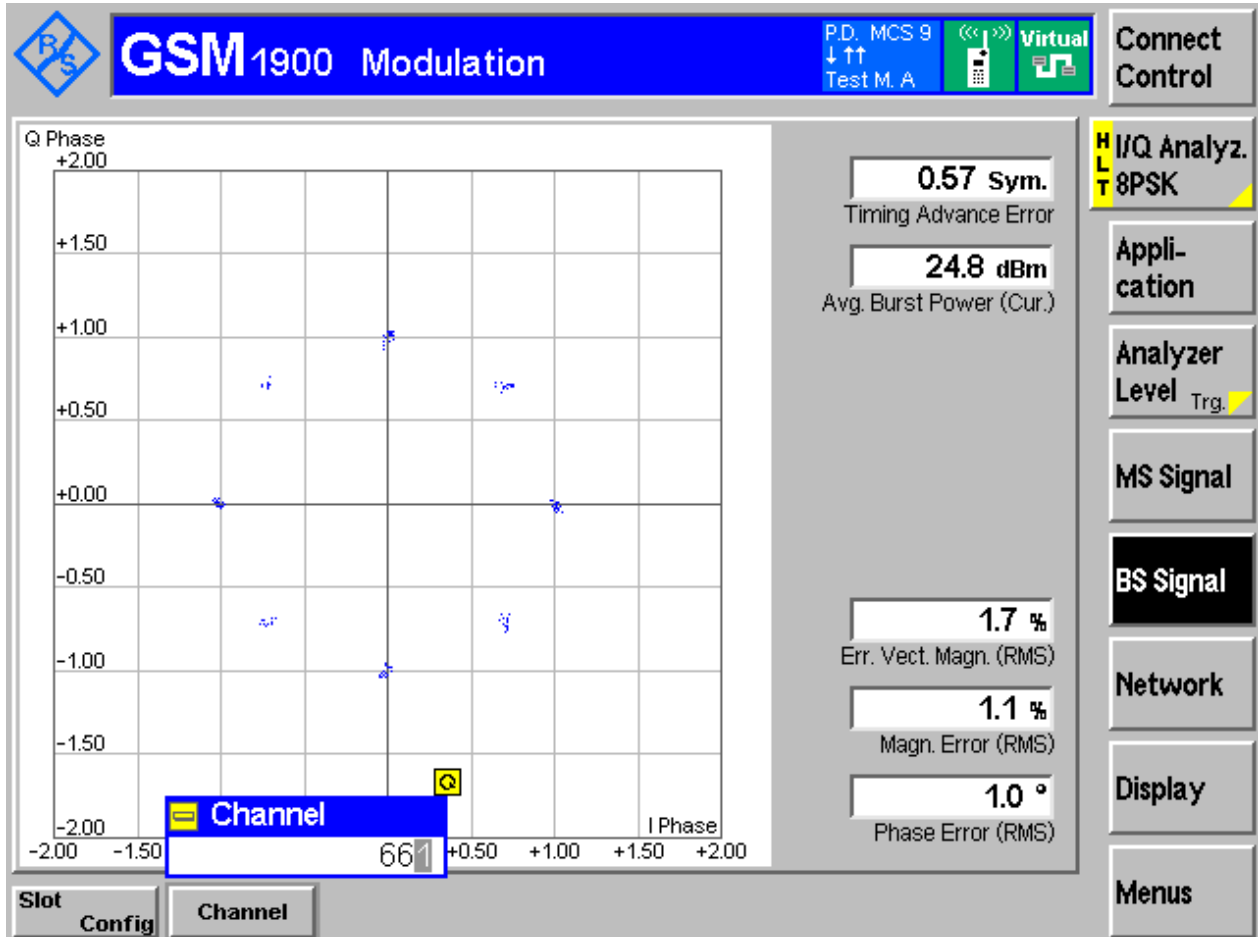 R/S
GSM 1900 Modulation
P.D. MCS 9
↓ ↑↑
Test M. A
Virtual
Connect
Control
Q Phase
+2.00
+1.50
+1.00
+0.50
+0.00
-0.50
-1.00
-1.50
-2.00
-2.00 -1.50 +0.50 +1.00 +1.50 +2.00
I Phase
Q
Channel
661
0.57 Sym.
Timing Advance Error
24.8 dBm
Avg. Burst Power (Cur.)
1.7 %
Err. Vect. Magn. (RMS)
1.1 %
Magn. Error (RMS)
1.0 °
Phase Error (RMS)
HLT
I/Q Analyz.
8PSK
Appli-
cation
Analyzer
Level Trg.
MS Signal
BS Signal
Network
Display
Menus
Slot
Config
Channel